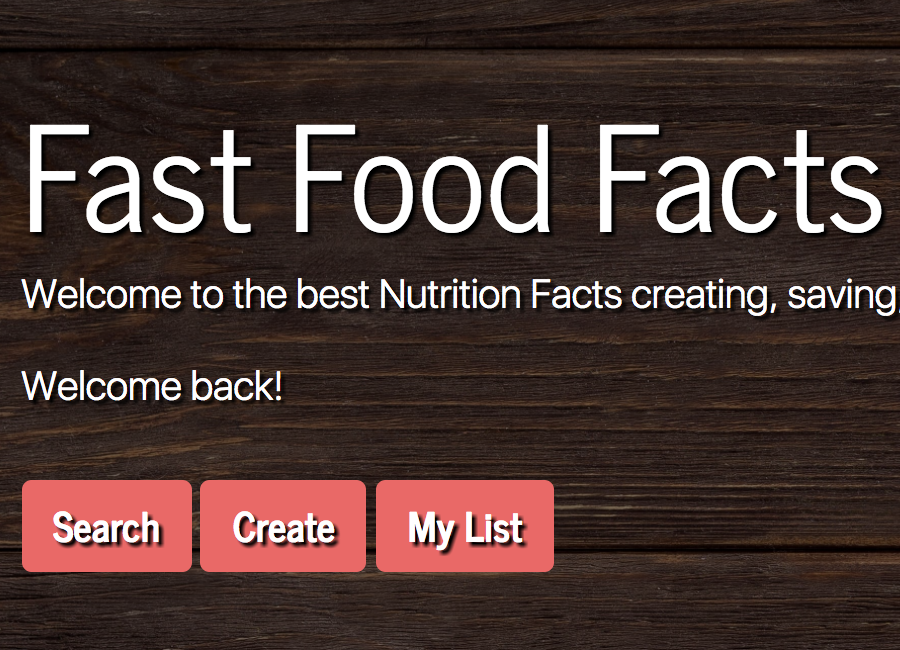 Fast Food Facts
Welcome to the best Nutrition Facts creating, saving,
Welcome back!
Search
Create
My List